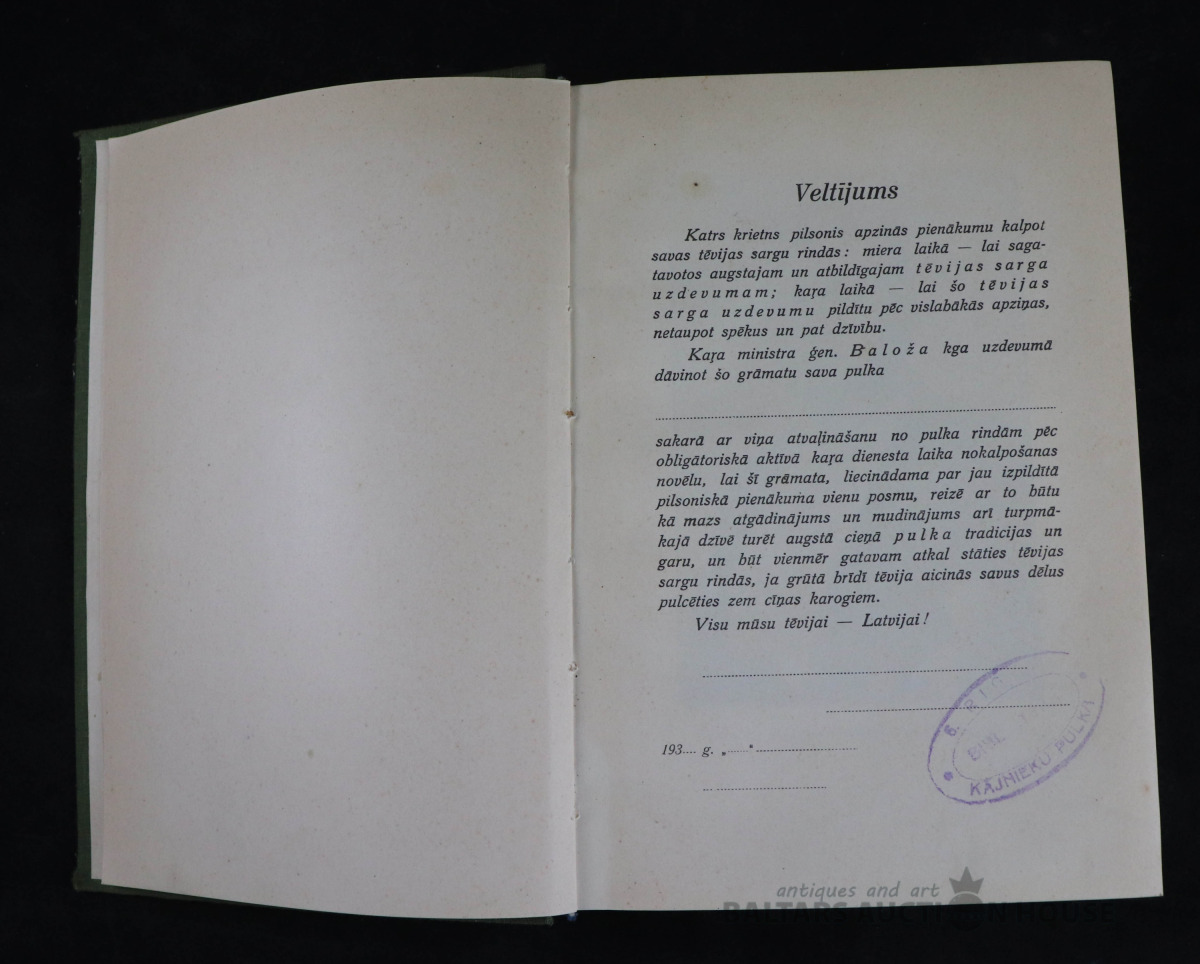 Veltījums
Katrs krietns pilsonis apzinās pienākumu kalpot
savas tēvijas sargu rindās: miera laikā — lai saga-
tavotos augstajam un atbildīgajam tēvijas sarga
uzdevumam; kaŗa laikā — lai šo tēvijas
sarga uzdevumu pildītu pēc vislabākās apziņas,
netaupot spēkus un pat dzīvību.
Kaŗa ministra ģen. Baloža kga uzdevumā
dāvinot šo grāmatu sava pulka
sakarā ar viņa atvaļināšanu no pulka rindām pēc
obligātoriskā aktīvā kaŗa dienesta laika nokalpošanas
novēlu, lai šī grāmata, liecinādama par jau izpildītā
pilsoniskā pienākuma vienu posmu, reizē ar to būtu
kā mazs atgādinājums un mudinājums arī turpmā-
kajā dzīvē turēt augstā cieņā pulka tradicijas un
garu, un būt vienmēr gatavam atkal stāties tēvijas
sargu rindās, ja grūtā brīdī tēvija aicinās savus dēlus
pulcēties zem cīņas karogiem.
Visu mūsu tēvijai — Latvijai!
193.... g. „......“
6.
KĀJNIEKU PULKA
antiques and art
BALTARS AUCTION HOUSE